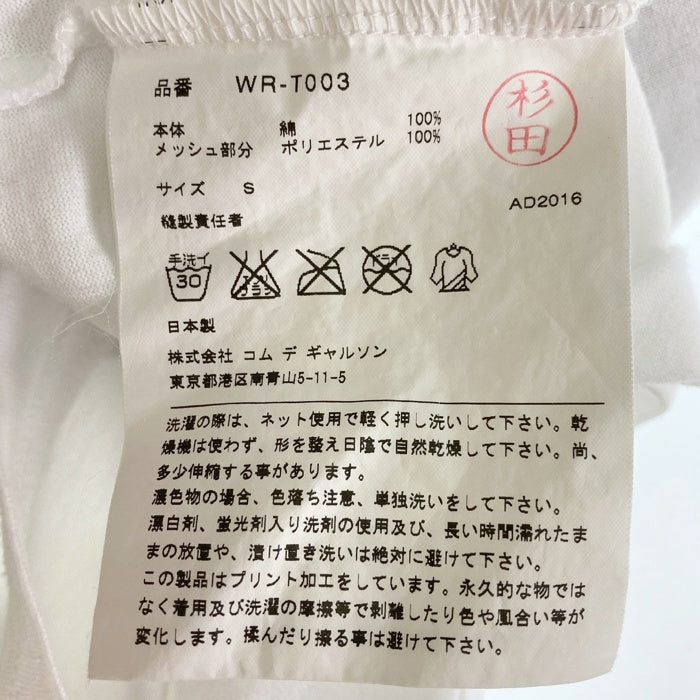 品番 WR-T003
杉田
本体 綿 100%
メッシュ部分 ポリエステル 100%
サイズ S
AD2016
縫製責任者
手洗イ
30
日本製
株式会社 コム デ ギャルソン
東京都港区南青山5-11-5
洗濯の際は、ネット使用で軽く押し洗いして下さい。乾
燥機は使わず、形を整え日陰で自然乾燥して下さい。尚、
多少伸縮する事があります。
濃色物の場合、色落ち注意、単独洗いをして下さい。
漂白剤、蛍光剤入り洗剤の使用及び、長い時間濡れたま
まの放置や、漬け置き洗いは絶対に避けて下さい。
この製品はプリント加工をしています。永久的な物では
なく着用及び洗濯の摩擦等で剥離したり色や風合い等が
変化します。揉んだり擦る事は避けて下さい。